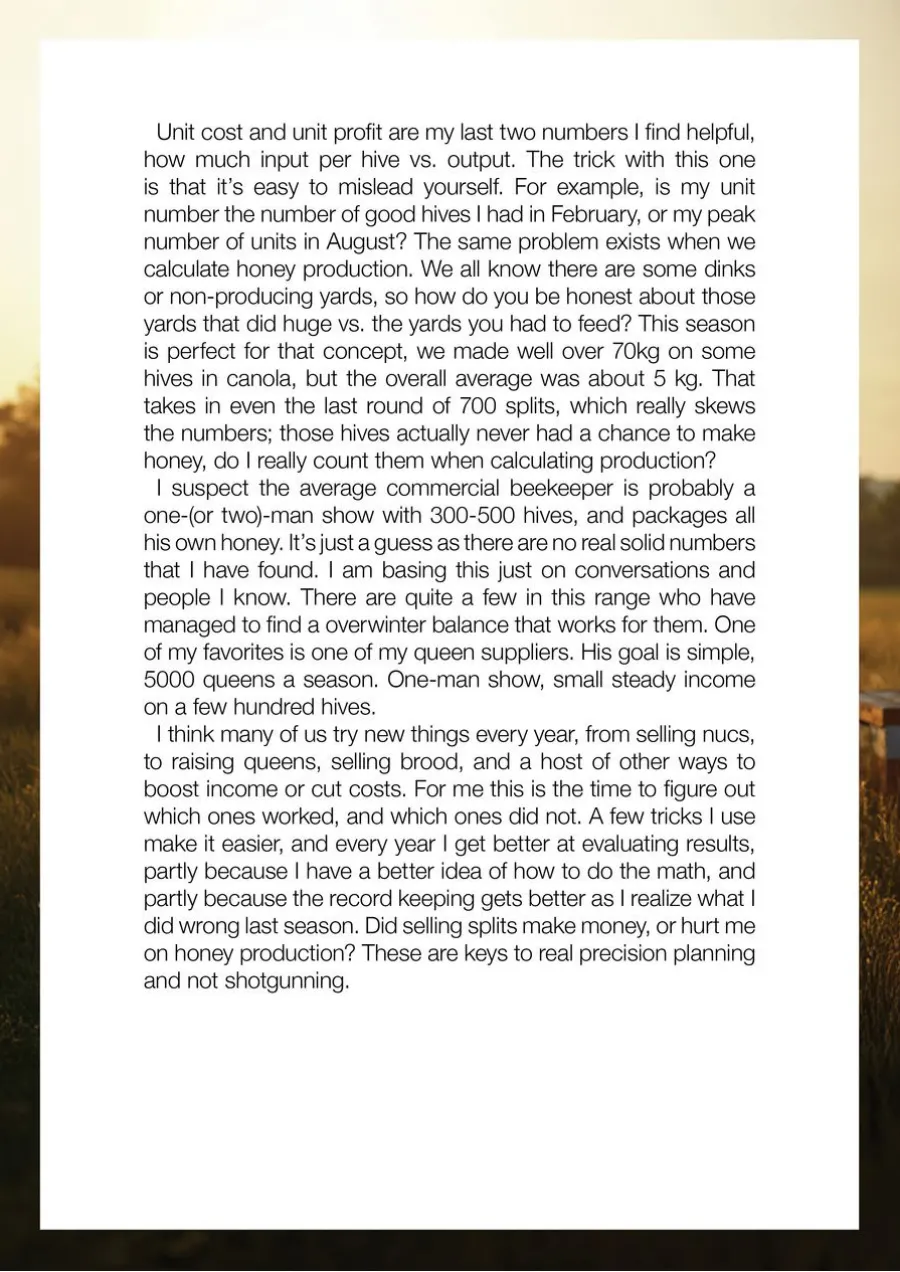 Unit cost and unit profit are my last two numbers I find helpful,
how much input per hive vs. output. The trick with this one
is that it’s easy to mislead yourself. For example, is my unit
number the number of good hives I had in February, or my peak
number of units in August? The same problem exists when we
calculate honey production. We all know there are some dinks
or non-producing yards, so how do you be honest about those
yards that did huge vs. the yards you had to feed? This season
is perfect for that concept, we made well over 70kg on some
hives in canola, but the overall average was about 5 kg. That
takes in even the last round of 700 splits, which really skews
the numbers; those hives actually never had a chance to make
honey, do I really count them when calculating production?
I suspect the average commercial beekeeper is probably a
one-(or two)-man show with 300-500 hives, and packages all
his own honey. It’s just a guess as there are no real solid numbers
that I have found. I am basing this just on conversations and
people I know. There are quite a few in this range who have
managed to find a overwinter balance that works for them. One
of my favorites is one of my queen suppliers. His goal is simple,
5000 queens a season. One-man show, small steady income
on a few hundred hives.
I think many of us try new things every year, from selling nucs,
to raising queens, selling brood, and a host of other ways to
boost income or cut costs. For me this is the time to figure out
which ones worked, and which ones did not. A few tricks I use
make it easier, and every year I get better at evaluating results,
partly because I have a better idea of how to do the math, and
partly because the record keeping gets better as I realize what I
did wrong last season. Did selling splits make money, or hurt me
on honey production? These are keys to real precision planning
and not shotgunning.